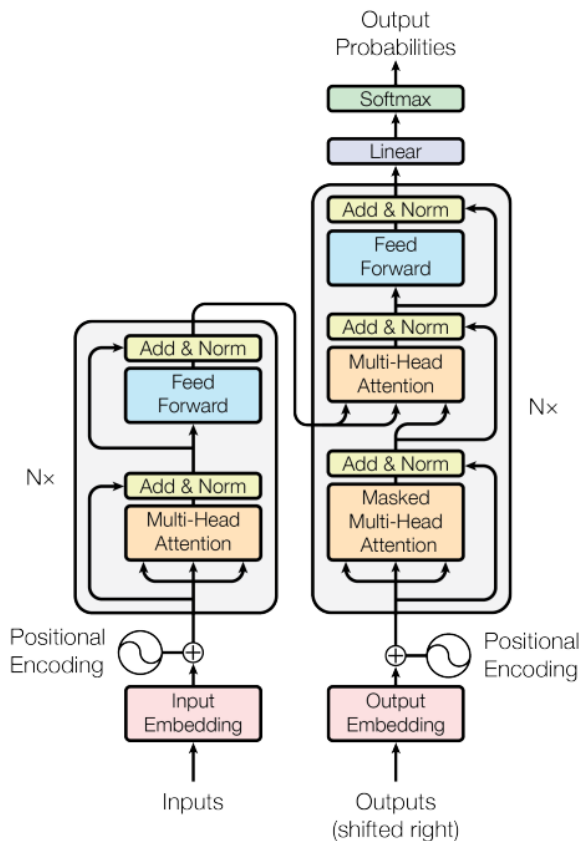 Output
Probabilities
Softmax
Linear
Add & Norm
Feed
Forward
Add & Norm
Multi-Head
Attention
Add & Norm
Feed
Forward
N×
Add & Norm
Masked
Multi-Head
Attention
N×
Add & Norm
Multi-Head
Attention
Positional
Encoding
Positional
Encoding
Input
Embedding
Output
Embedding
Inputs
Outputs
(shifted right)